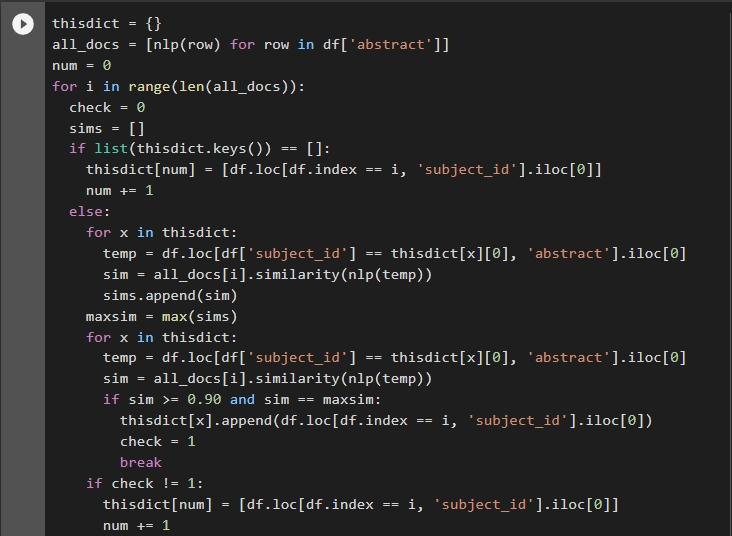 thisdict = {}
all_docs = [nlp(row) for row in df['abstract']]
num = 0
for i in range(len(all_docs)):
  check = 0
  sims = []
  if list(thisdict.keys()) == []:
    thisdict[num] = [df.loc[df.index == i, 'subject_id'].iloc[0]]
    num += 1
  else:
    for x in thisdict:
      temp = df.loc[df['subject_id'] == thisdict[x][0], 'abstract'].iloc[0]
      sim = all_docs[i].similarity(nlp(temp))
      sims.append(sim)
    maxsim = max(sims)
    for x in thisdict:
      temp = df.loc[df['subject_id'] == thisdict[x][0], 'abstract'].iloc[0]
      sim = all_docs[i].similarity(nlp(temp))
      if sim >= 0.90 and sim == maxsim:
        thisdict[x].append(df.loc[df.index == i, 'subject_id'].iloc[0])
        check = 1
        break
    if check != 1:
      thisdict[num] = [df.loc[df.index == i, 'subject_id'].iloc[0]]
      num += 1